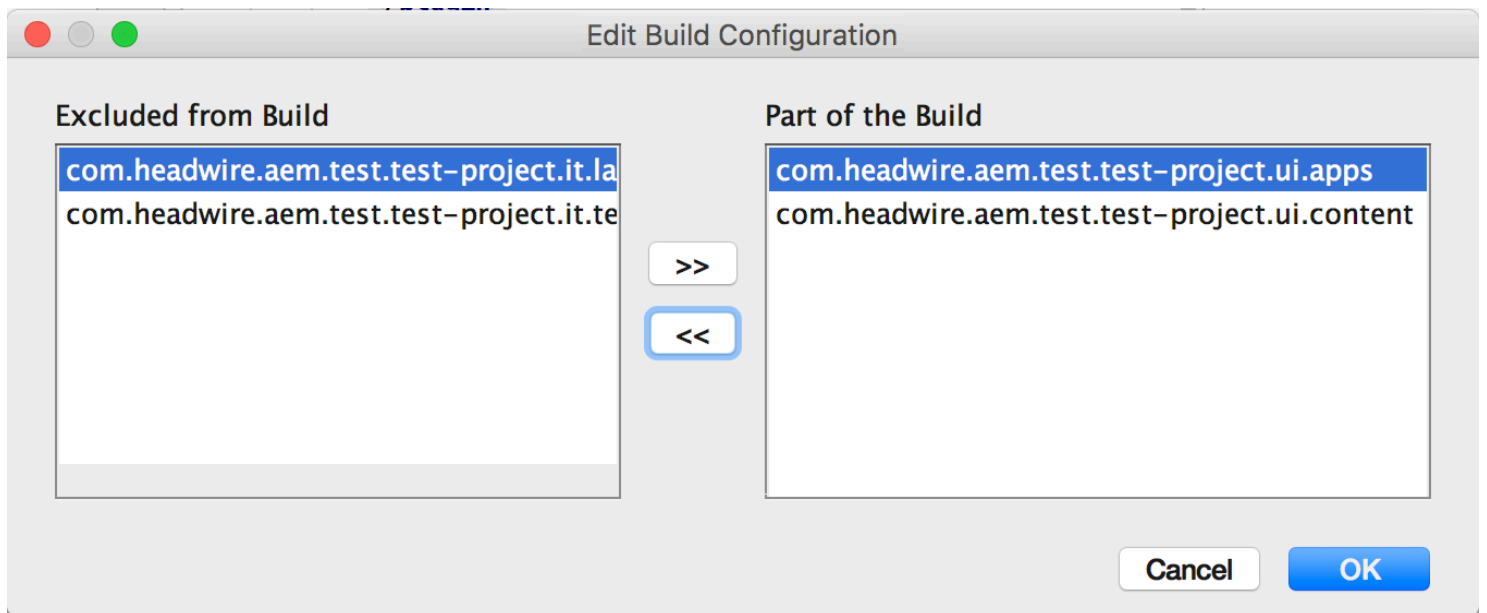 Edit Build Configuration
Excluded from Build
com.headwire.aem.test.test-project.it.la
com.headwire.aem.test.test-project.it.te
>>
<<
Part of the Build
com.headwire.aem.test.test-project.ui.apps
com.headwire.aem.test.test-project.ui.content
Cancel
OK